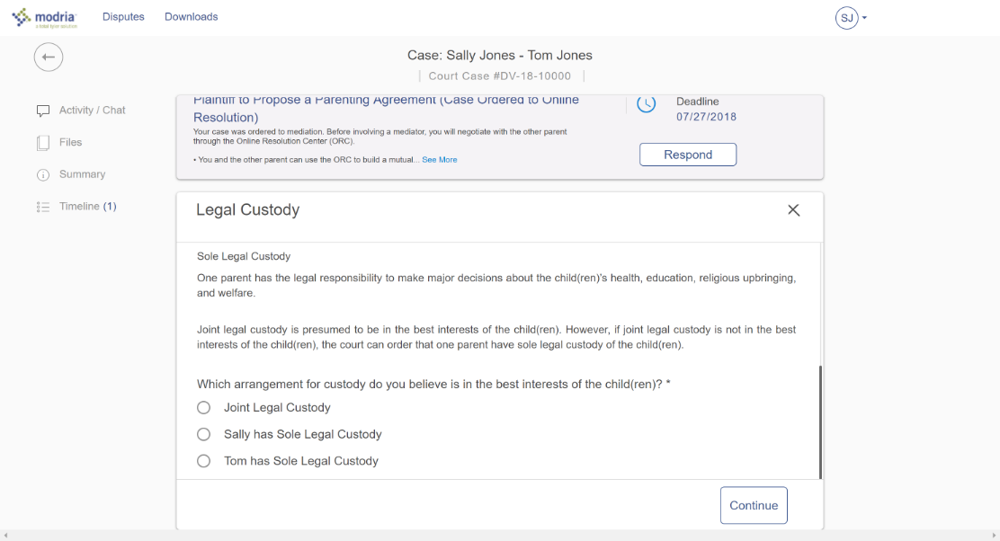 modria
a total tyler solution
Disputes
Downloads
SJ
Case: Sally Jones - Tom Jones
| Court Case #DV-18-10000 |
Activity / Chat
Files
Summary
Timeline (1)
Plaintiff to Propose a Parenting Agreement (Case Ordered to Online
Resolution)
Your case was ordered to mediation. Before involving a mediator, you will negotiate with the other parent
through the Online Resolution Center (ORC).
• You and the other parent can use the ORC to build a mutual... See More
Deadline
07/27/2018
Respond
Legal Custody
Sole Legal Custody
One parent has the legal responsibility to make major decisions about the child(ren)'s health, education, religious upbringing,
and welfare.
Joint legal custody is presumed to be in the best interests of the child(ren). However, if joint legal custody is not in the best
interests of the child(ren), the court can order that one parent have sole legal custody of the child(ren).
Which arrangement for custody do you believe is in the best interests of the child(ren)? *
Joint Legal Custody
Sally has Sole Legal Custody
Tom has Sole Legal Custody
Continue